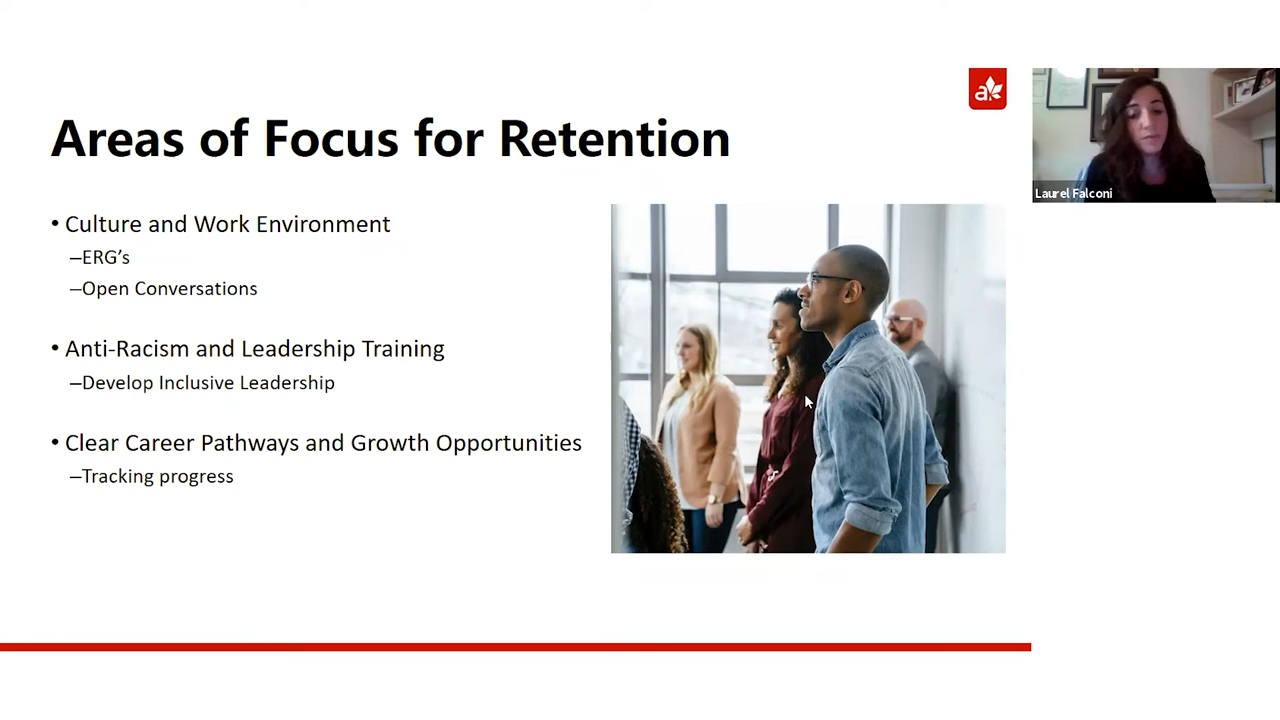 a
Areas of Focus for Retention
• Culture and Work Environment
–ERG's
–Open Conversations
• Anti-Racism and Leadership Training
–Develop Inclusive Leadership
• Clear Career Pathways and Growth Opportunities
–Tracking progress
Laurel Falconi